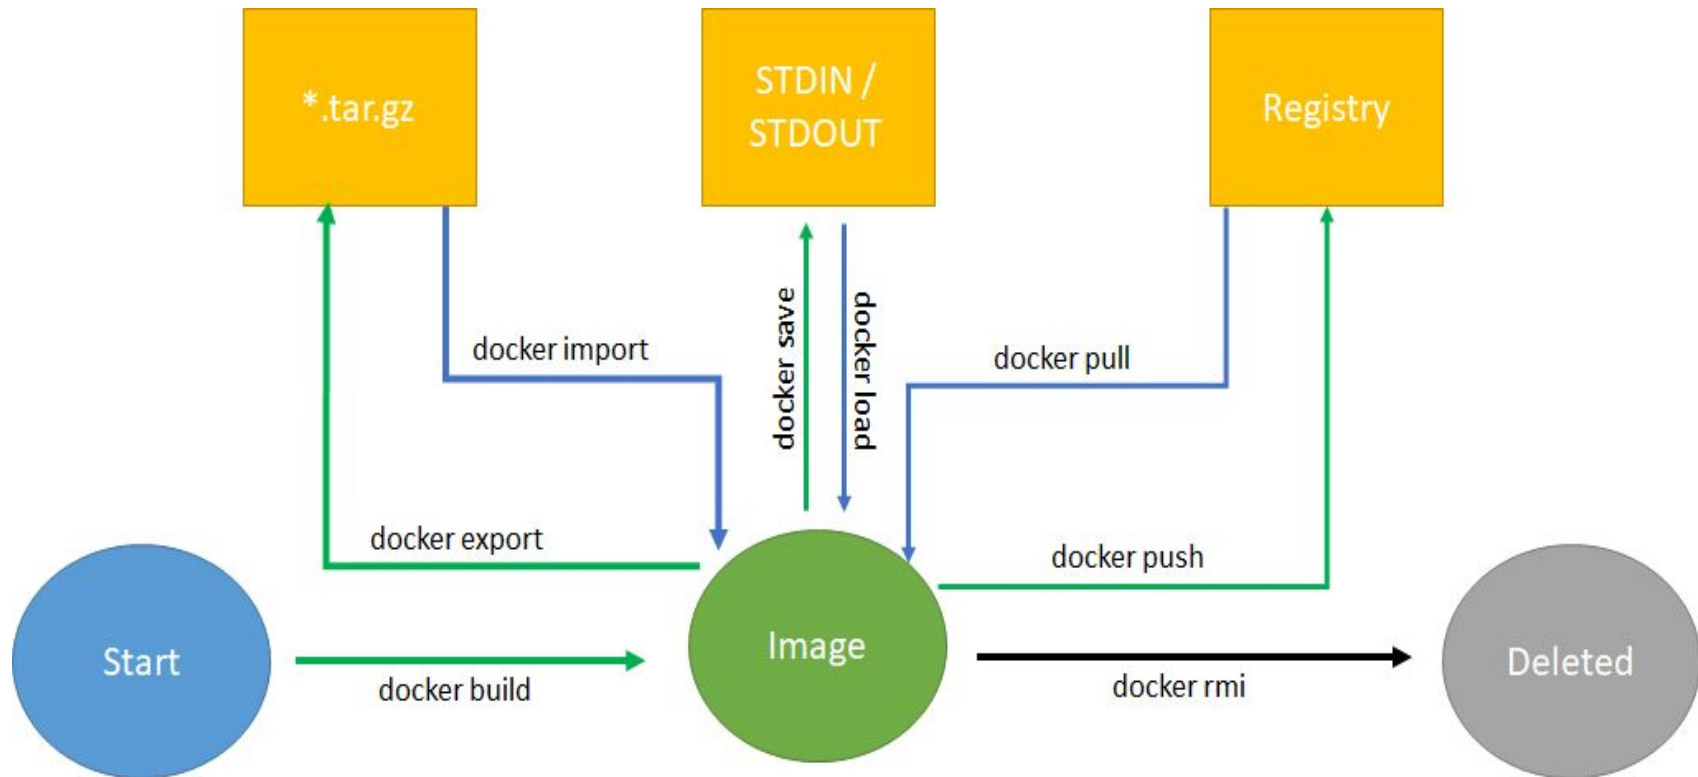 *.tar.gz
STDIN /
STDOUT
Registry
docker import
docker save
docker load
docker pull
docker export
docker push
Start
docker build
Image
docker rmi
Deleted